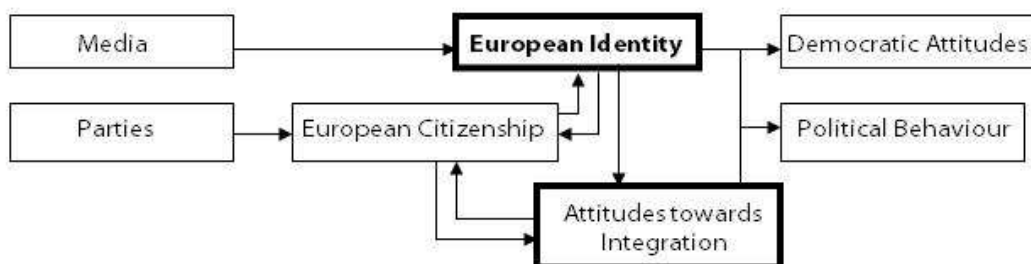 Media
European Identity
Democratic Attitudes
Parties
European Citizenship
Political Behaviour
Attitudes towards
Integration